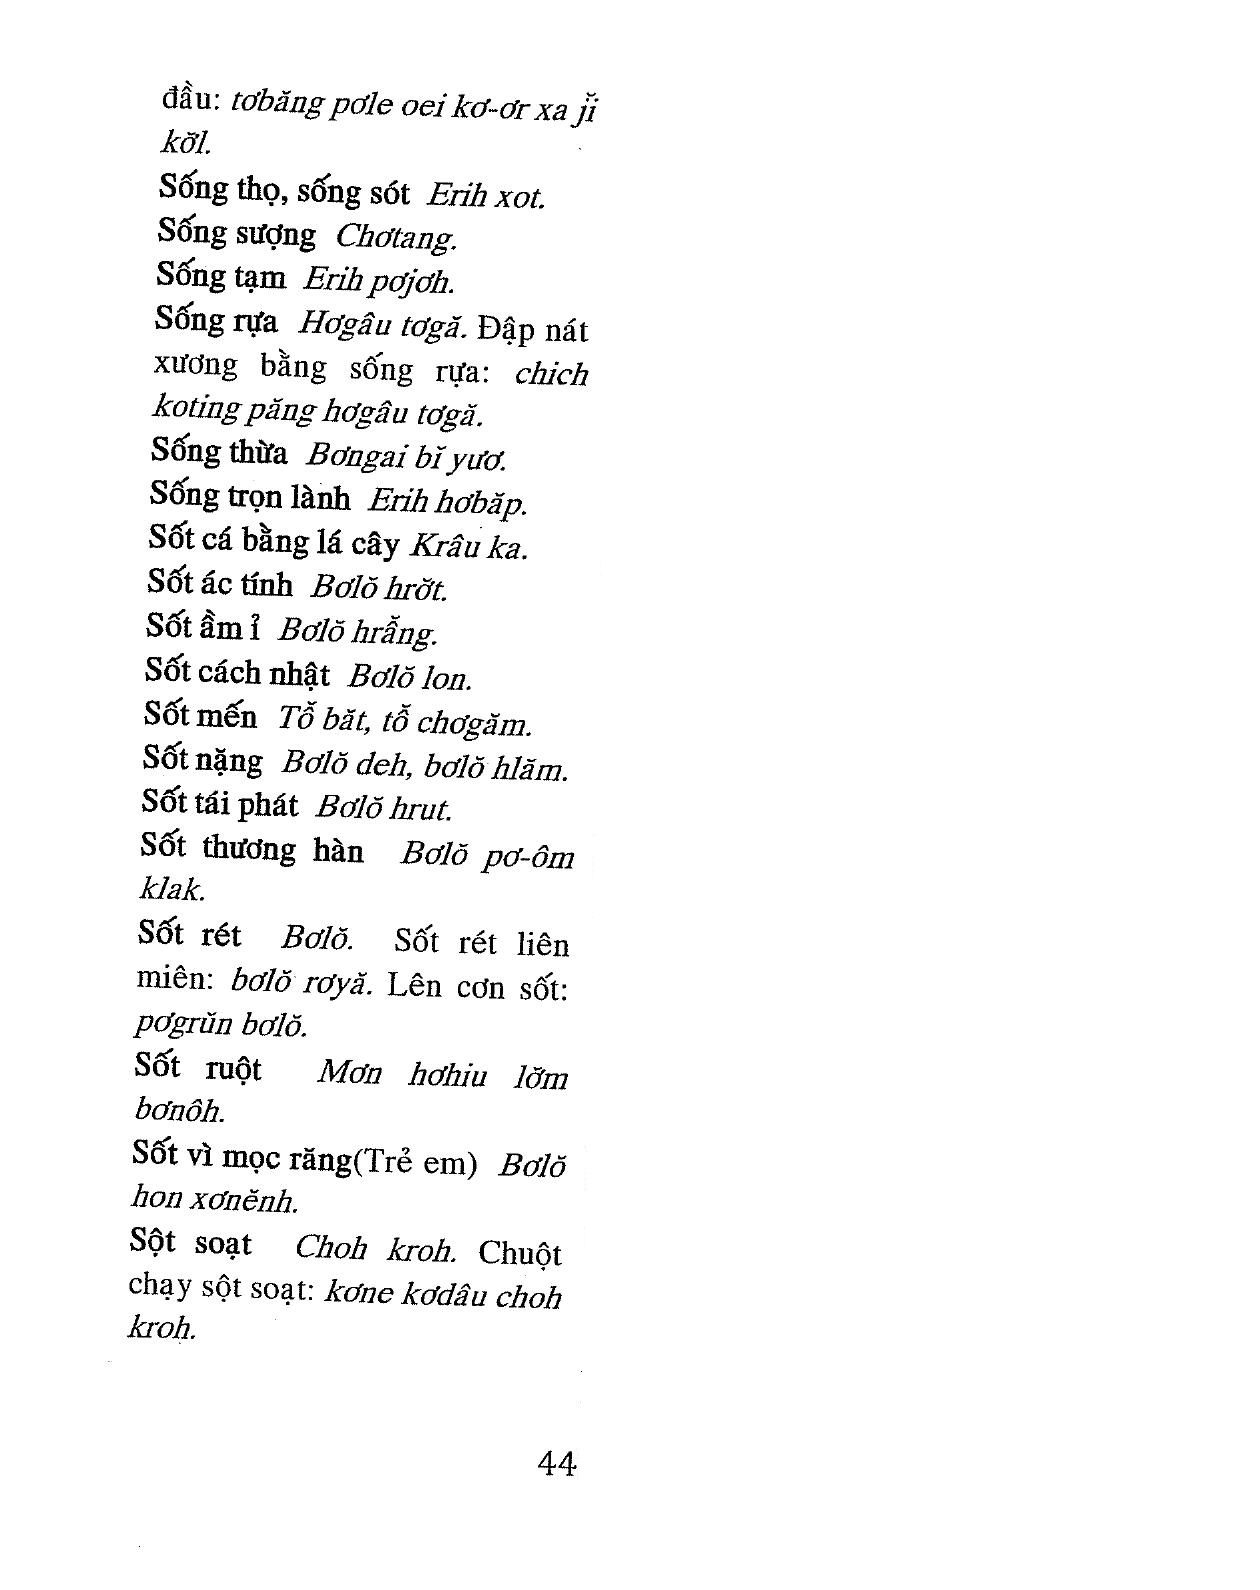 đầu: tơbăng pơle oei kơ-ơr xa jĭ
kơ̆l.
Sống thọ, sống sót Erih xot.
Sống sượng Chơtang.
Sống tạm Erih pơjơh.
Sống rựa Hơgâu tơgă. Đập nát
xương bằng sống rựa: chich
koting păng hơgâu tơgă.
Sống thừa Bơngai bĭ yươ.
Sống trọn lành Erih hơbăp.
Sốt cá bằng lá cây Krâu ka.
Sốt ác tính Bơlŏ hrơ̆t.
Sốt ầm ỉ Bơlŏ hrẵng.
Sốt cách nhật Bơlŏ lon.
Sốt mến Tô̆ băt, tô̆ chơgăm.
Sốt nặng Bơlŏ deh, bơlŏ hlăm.
Sốt tái phát Bơlŏ hrut.
Sốt thương hàn Bơlŏ pơ-ôm
klak.
Sốt rét Bơlŏ. Sốt rét liên
miên: bơlŏ rơyă. Lên cơn sốt:
pơgrŭn bơlŏ.
Sốt ruột Mơn hơhiu lơ̆m
bơnôh.
Sốt vì mọc răng(Trẻ em) Bơlŏ
hon xơnĕnh.
Sột soạt Choh kroh. Chuột
chạy sột soạt: kơne kơdâu choh
kroh.
44